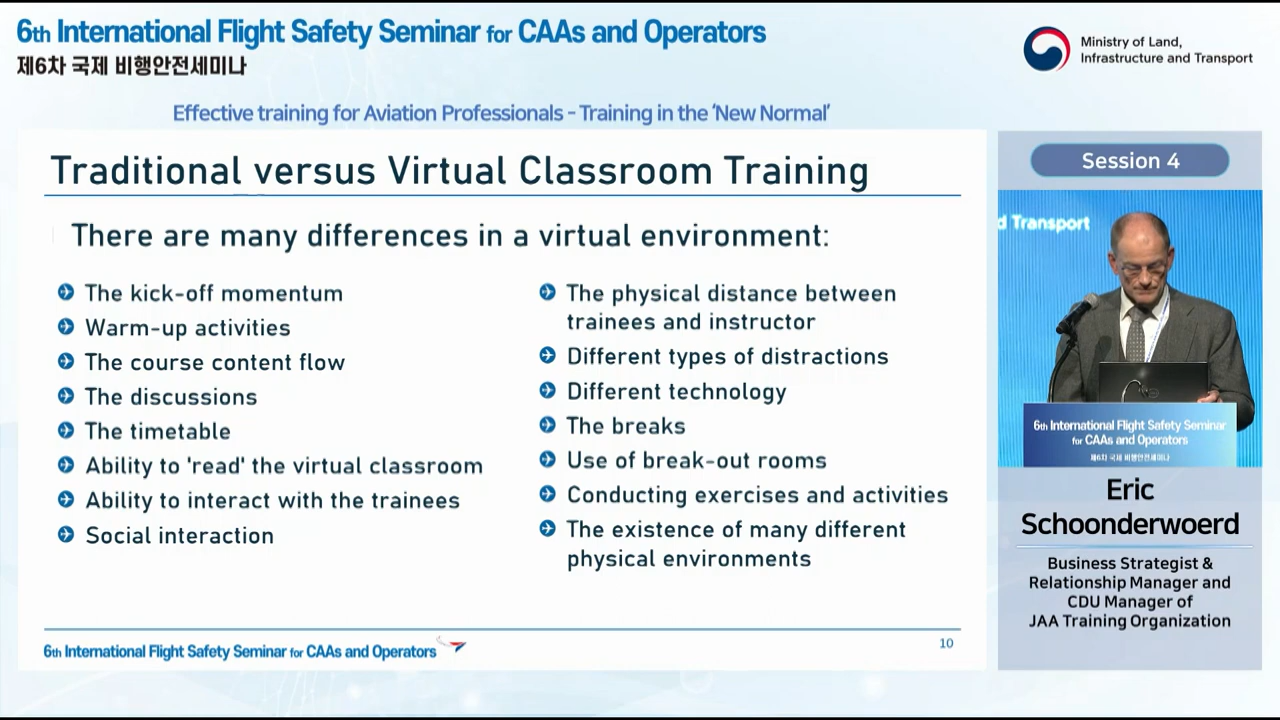 6th International Flight Safety Seminar for CAAs and Operators
제6차 국제 비행안전세미나
Ministry of Land,
Infrastructure and Transport
Effective training for Aviation Professionals - Training in the 'New Normal'
Traditional versus Virtual Classroom Training
There are many differences in a virtual environment:
The kick-off momentum
Warm-up activities
The course content flow
The discussions
The timetable
Ability to 'read' the virtual classroom
Ability to interact with the trainees
Social interaction
The physical distance between
trainees and instructor
Different types of distractions
Different technology
The breaks
Use of break-out rooms
Conducting exercises and activities
The existence of many different
physical environments
6th International Flight Safety Seminar for CAAs and Operators
10
Session 4
d Transport
6th International Flight Safety Seminar
for CAAs and Operators
제6차 국제 비행안전세미나
Eric
Schoonderwoerd
Business Strategist &
Relationship Manager and
CDU Manager of
JAA Training Organization